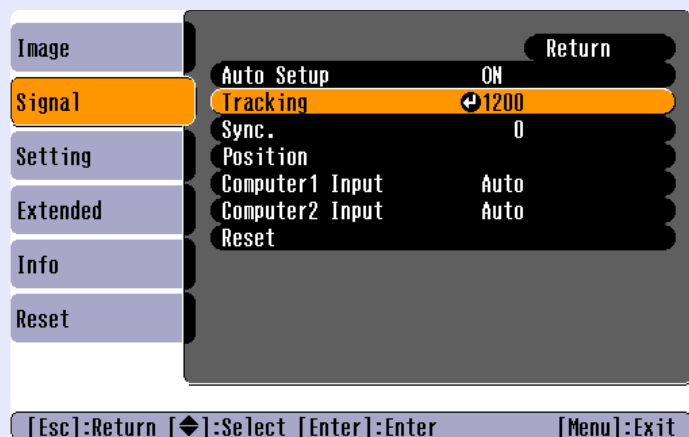 Image
Signal
Setting
Extended
Info
Reset
Return
Auto Setup ON
Tracking 1200
Sync. 0
Position
Computer1 Input Auto
Computer2 Input Auto
Reset
[Esc]:Return [◆]:Select [Enter]:Enter [Menu]:Exit